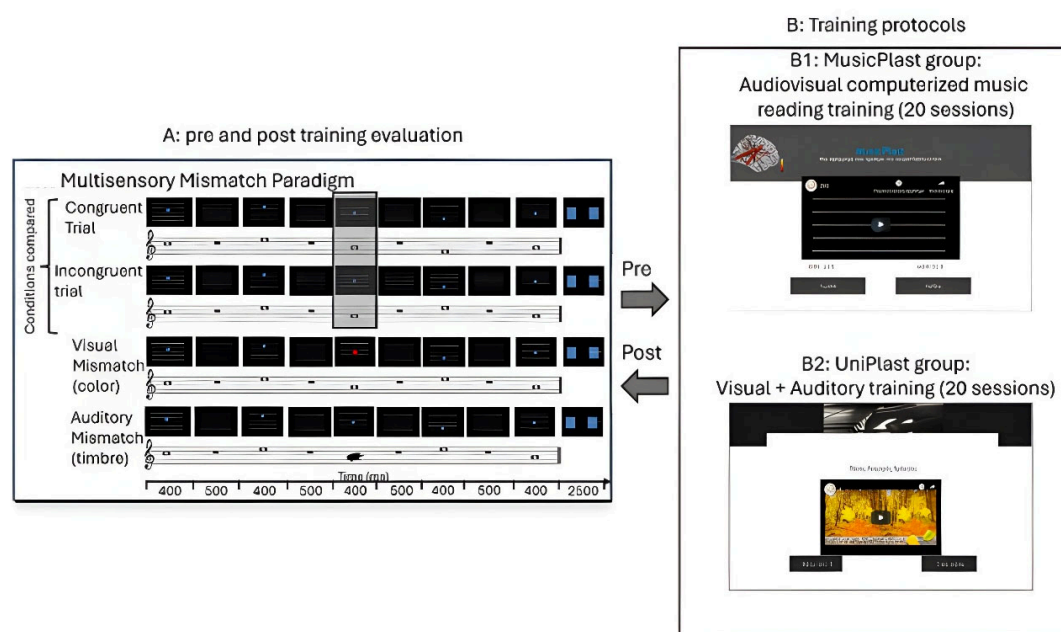 B: Training protocols
B1: MusicPlast group:
Audiovisual computerized music
reading training (20 sessions)
A: pre and post training evaluation
Multisensory Mismatch Paradigm
Conditions compared
Congruent
Trial
Incongruent
trial
Visual
Mismatch
(color)
Auditory
Mismatch
(timbre)
400 500 400 500 400 500 400 500 400 2500
Pre
Post
B2: UniPlast group:
Visual + Auditory training (20 sessions)